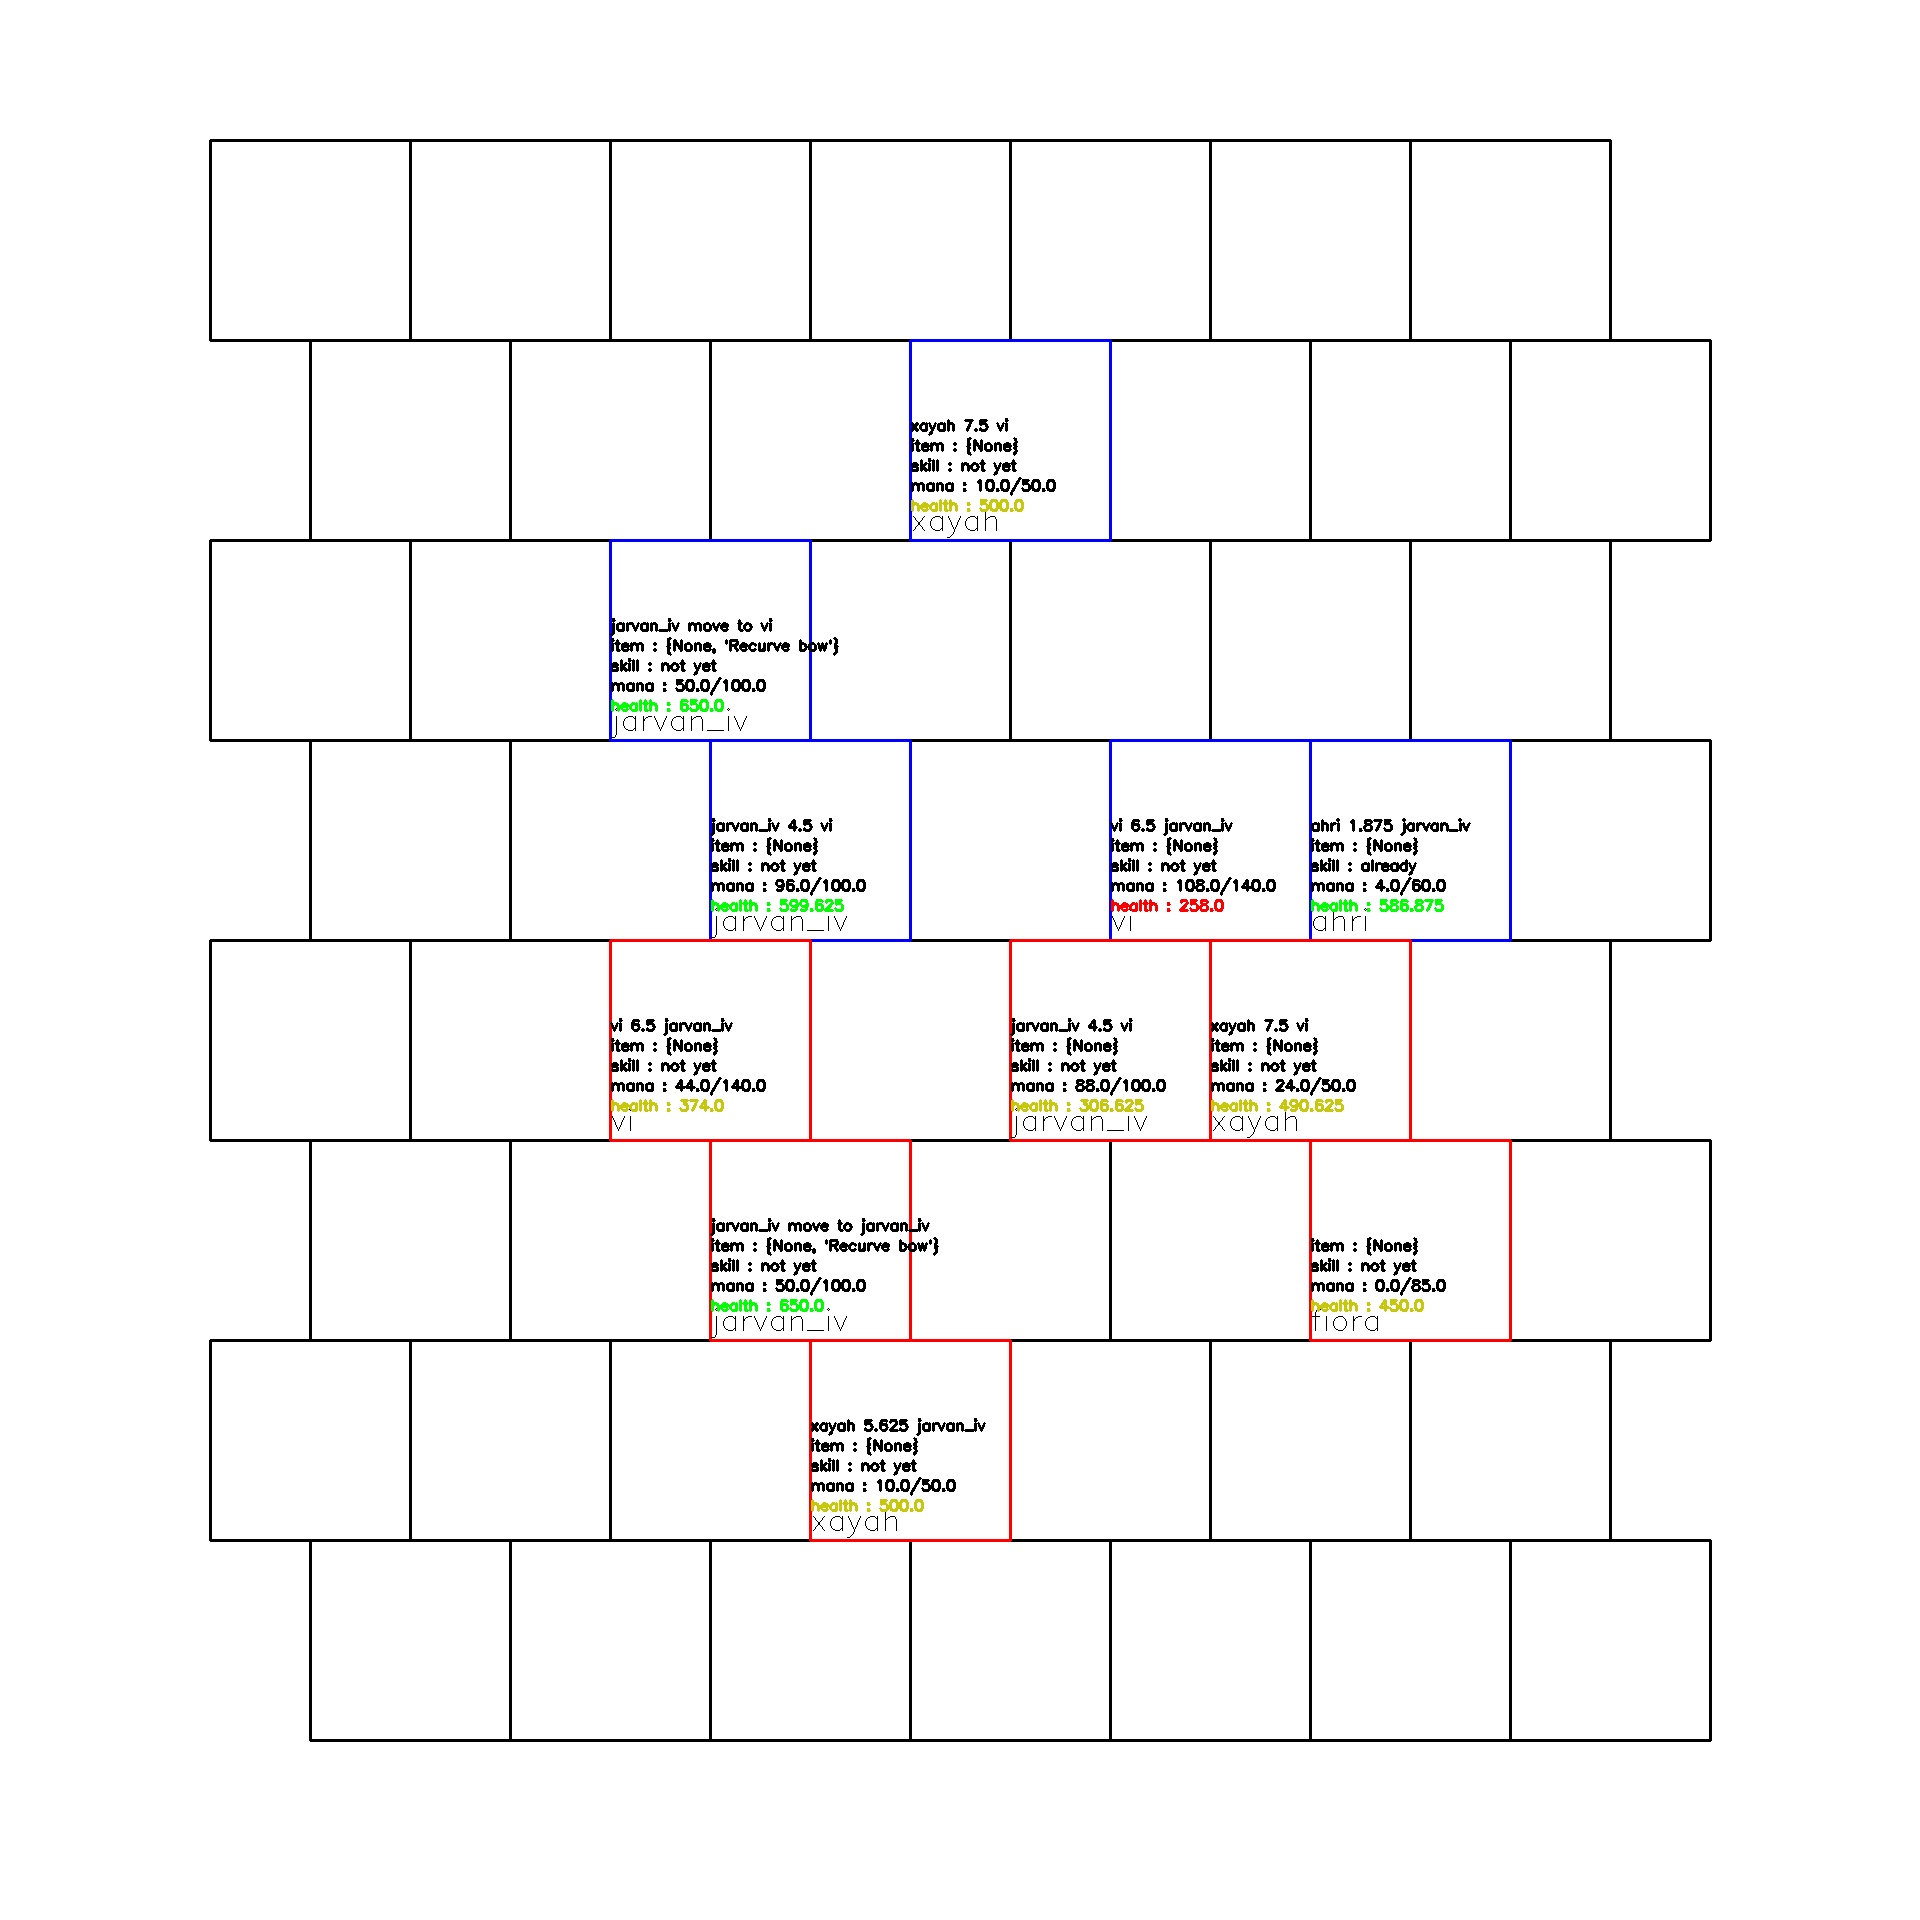 xayah 7.5 vi
item : {None}
skill : not yet
mana : 10.0/50.0
health : 500.0
xayah
jarvan_iv move to vi
item : {None, 'Recurve bow'}
skill : not yet
mana : 50.0/100.0
health : 650.0
jarvan_iv
jarvan_iv 4.5 vi
item : {None}
skill : not yet
mana : 96.0/100.0
health : 599.625
jarvan_iv
vi 6.5 jarvan_iv
item : {None}
skill : not yet
mana : 108.0/140.0
health : 258.0
vi
ahri 1.875 jarvan_iv
item : {None}
skill : already
mana : 4.0/60.0
health : 586.875
ahri
vi 6.5 jarvan_iv
item : {None}
skill : not yet
mana : 44.0/140.0
health : 374.0
vi
jarvan_iv 4.5 vi
item : {None}
skill : not yet
mana : 88.0/100.0
health : 306.625
jarvan_iv
xayah 7.5 vi
item : {None}
skill : not yet
mana : 24.0/50.0
health : 490.625
xayah
jarvan_iv move to jarvan_iv
item : {None, 'Recurve bow'}
skill : not yet
mana : 50.0/100.0
health : 650.0
jarvan_iv
item : {None}
skill : not yet
mana : 0.0/85.0
health : 450.0
fiora
xayah 5.625 jarvan_iv
item : {None}
skill : not yet
mana : 10.0/50.0
health : 500.0
xayah